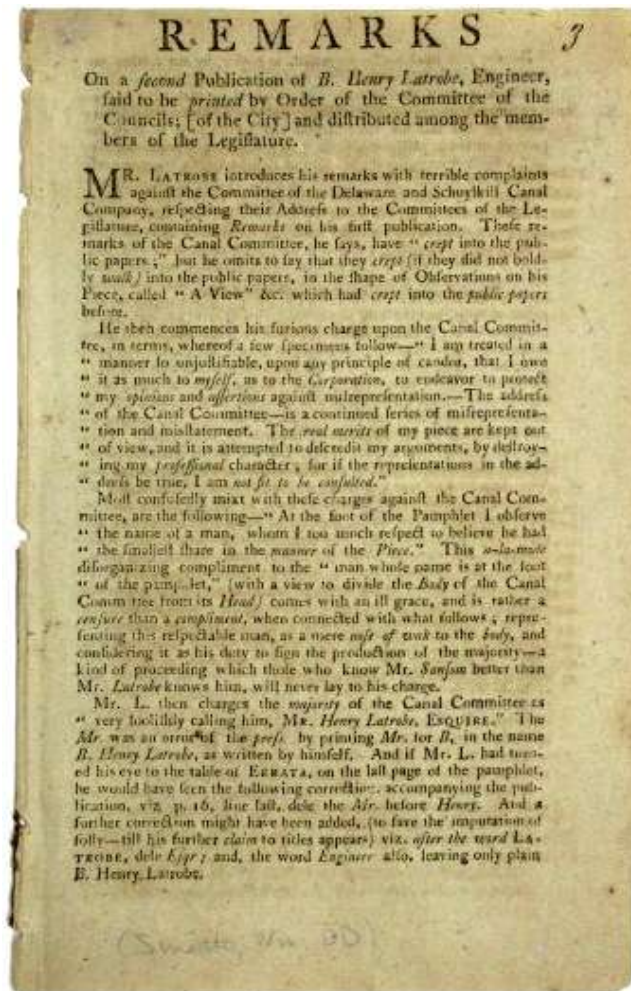 REMARKS 3
On a ſecond Publication of B. Henry Latrobe, Engineer,
ſaid to be printed by Order of the Committee of the
Councils; [of the City] and diſtributed among the mem-
bers of the Legiſlature.
MR. LATROBE introduces his remarks with terrible complaints
againſt the Committee of the Delaware and Schuylkill Canal
Company, reſpecting their Addreſs to the Committees of the Le-
giſlature, containing Remarks on his firſt publication. Theſe re-
marks of the Canal Committee, he ſays, have " crept into the pub-
lic papers;" but he omits to ſay that they crept (if they did not bold-
ly walk) into the public papers, in the ſhape of Obſervations on his
Piece, called " A View" &c. which had crept into the public papers
before.
He then commences his furious charge upon the Canal Commit-
tee, in terms, whereof a few ſpecimens follow—" I am treated in a
" manner ſo unjuſtifiable, upon any principle of candor, that I owe
" it as much to myſelf, as to the Corporation, to endeavor to protect
" my opinions and aſſertions againſt miſrepreſentation.—The addreſs
" of the Canal Committee—is a continued ſeries of miſrepreſenta-
" tion and miſſtatement. The real merits of my piece are kept out
" of view, and it is attempted to diſcredit my arguments, by deſtroy-
" ing my profeſſional character; for if the repreſentations in the ad-
" dreſs be true, I am not fit to be conſulted."
Moſt confuſedly mixt with theſe charges againſt the Canal Com-
mittee, are the following—" At the foot of the Pamphlet I obſerve
" the name of a man, whom I too much reſpect to believe he had
" the ſmalleſt ſhare in the manner of the Piece." This a-la-mode
diſorganizing compliment to the " man whoſe name is at the foot
" of the pamphlet," (with a view to divide the Body of the Canal
Committee from its Head) comes with an ill grace, and is rather a
cenſure than a compliment, when connected with what follows; repre-
ſenting this reſpectable man, as a mere noſe of wax to the body, and
conſidering it as his duty to ſign the production of the majority—a
kind of proceeding which thoſe who know Mr. Sanſom better than
Mr. Latrobe knows him, will never lay to his charge.
Mr. L. then charges the majority of the Canal Committee as
" very fooliſhly calling him, MR. Henry Latrobe, ESQUIRE." The
Mr. was an error of the preſs, by printing Mr. for B, in the name
B. Henry Latrobe, as written by himſelf. And if Mr. L. had turn-
ed his eye to the table of ERRATA, on the laſt page of the pamphlet,
he would have ſeen the following correction, accompanying the pub-
lication, viz. p. 16, line laſt, dele the Mr. before Henry. And a
further correction might have been added, (to ſave the imputation of
folly—till his further claim to titles appears) viz. after the word LA-
TROBE, dele Eſqr; and, the word Engineer alſo, leaving only plain
B. Henry Latrobe.
(Smith, Wm DD)